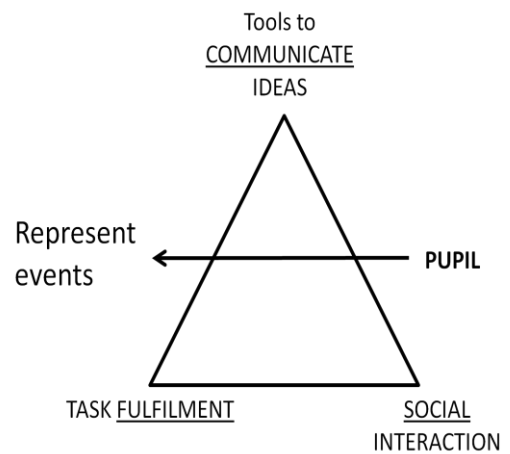 Tools to
COMMUNICATE
IDEAS
Represent
events
PUPIL
TASK FULFILMENT
SOCIAL
INTERACTION